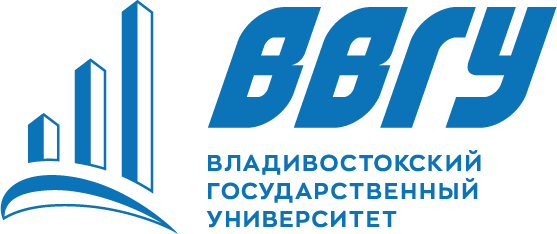 ВВГУ
ВЛАДИВОСТОКСКИЙ
ГОСУДАРСТВЕННЫЙ
УНИВЕРСИТЕТ